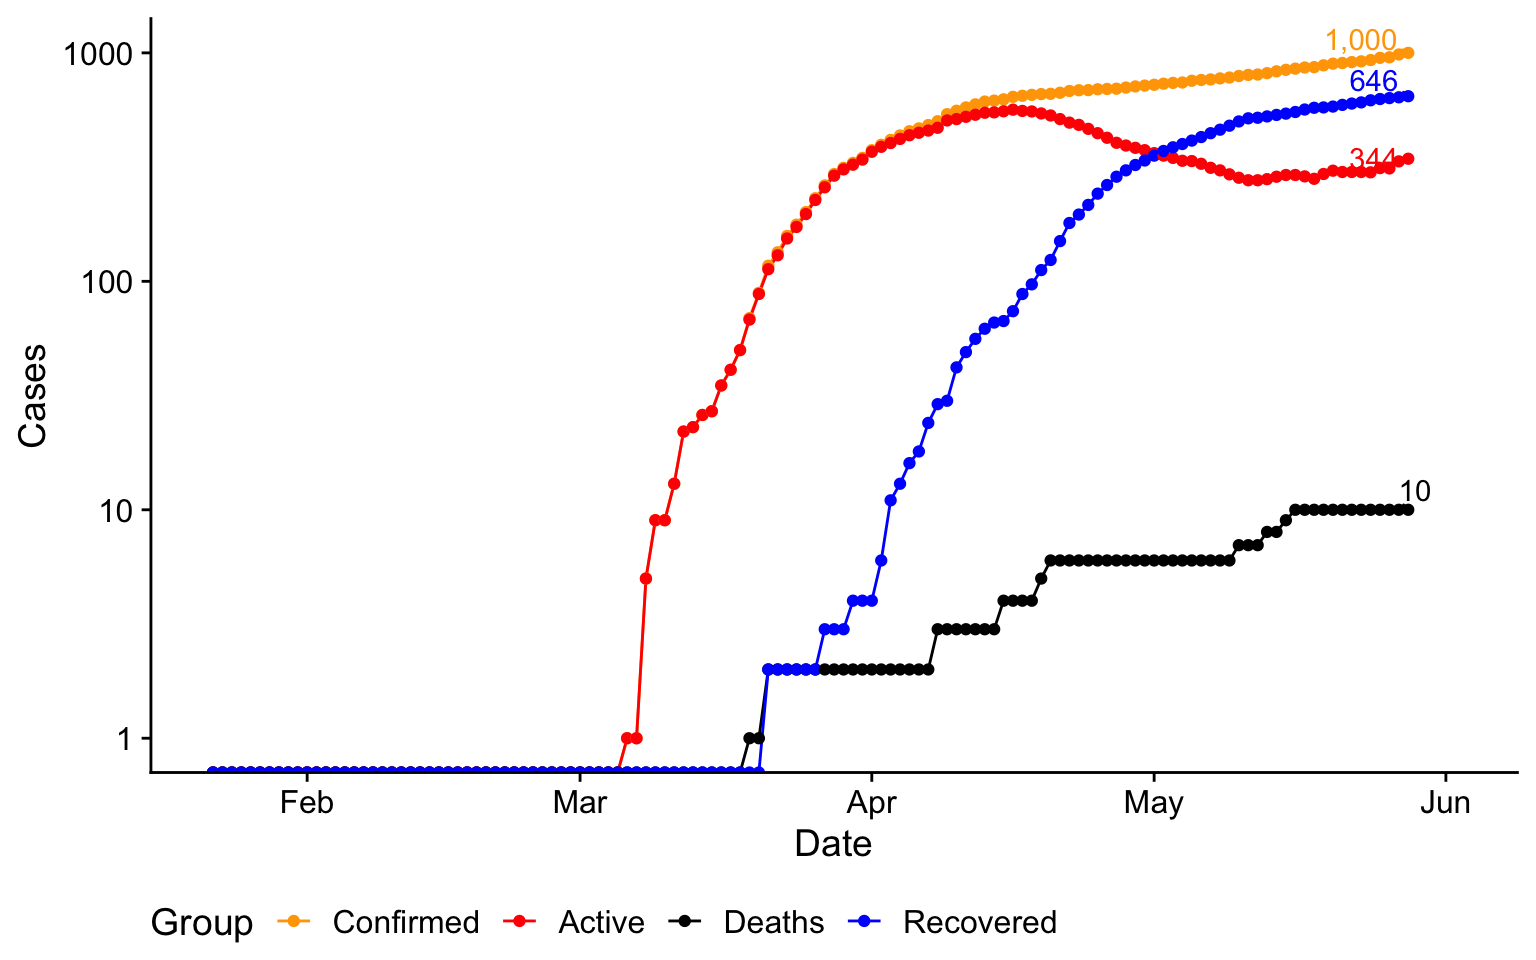 1000
100
10
1
Cases
1,000
646
344
10
Feb Mar Apr May Jun
Date
Group Confirmed Active Deaths Recovered